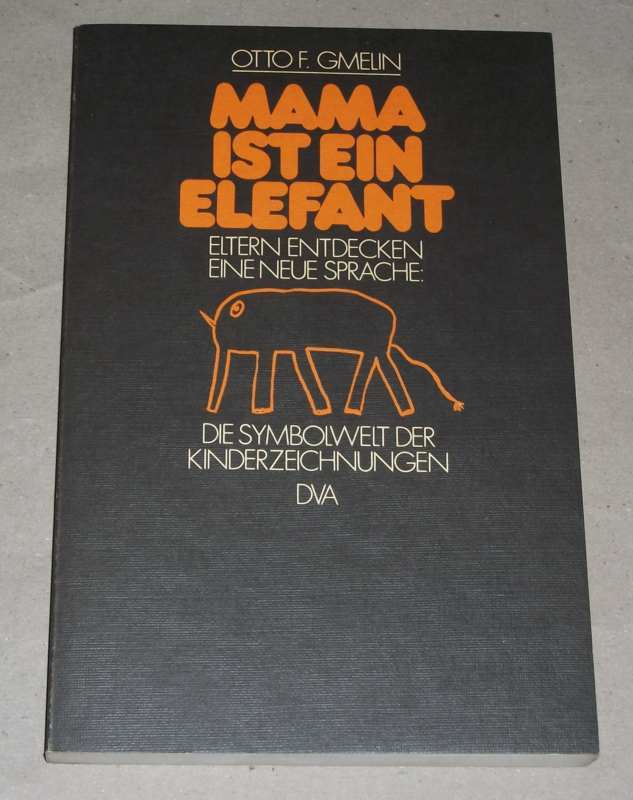 OTTO F. GMELIN
MAMA
IST EIN
ELEFANT
ELTERN ENTDECKEN
EINE NEUE SPRACHE:
DIE SYMBOLWELT DER
KINDERZEICHNUNGEN
DVA